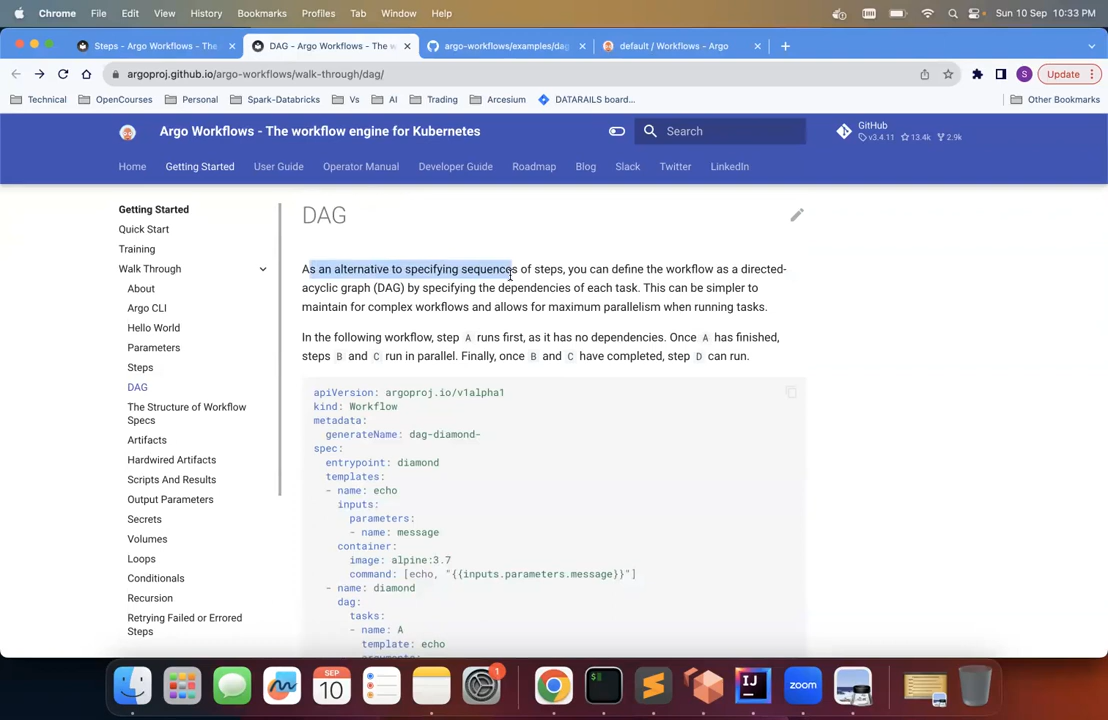 Chrome File Edit View History Bookmarks Profiles Tab Window Help Sun 10 Sep 10:33 PM
Steps - Argo Workflows - The DAG - Argo Workflows - The w argo-workflows/examples/dag default / Workflows - Argo
argoproj.github.io/argo-workflows/walk-through/dag/ S Update
Technical OpenCourses Personal Spark-Databricks Vs AI Trading Arcesium DATARAILS board... Other Bookmarks
Argo Workflows - The workflow engine for Kubernetes Search GitHub
v3.4.11 13.4k 2.9k
Home Getting Started User Guide Operator Manual Developer Guide Roadmap Blog Slack Twitter LinkedIn
Getting Started
Quick Start
Training
Walk Through
About
Argo CLI
Hello World
Parameters
Steps
DAG
The Structure of Workflow
Specs
Artifacts
Hardwired Artifacts
Scripts And Results
Output Parameters
Secrets
Volumes
Loops
Conditionals
Recursion
Retrying Failed or Errored
Steps
DAG
As an alternative to specifying sequences of steps, you can define the workflow as a directed-
acyclic graph (DAG) by specifying the dependencies of each task. This can be simpler to
maintain for complex workflows and allows for maximum parallelism when running tasks.
In the following workflow, step A runs first, as it has no dependencies. Once A has finished,
steps B and C run in parallel. Finally, once B and C have completed, step D can run.
apiVersion: argoproj.io/v1alpha1
kind: Workflow
metadata:
generateName: dag-diamond-
spec:
entrypoint: diamond
templates:
- name: echo
inputs:
parameters:
- name: message
container:
image: alpine:3.7
command: [echo, "{{inputs.parameters.message}}"]
- name: diamond
dag:
tasks:
- name: A
template: echo
SEP
10
1
IJ
zoom